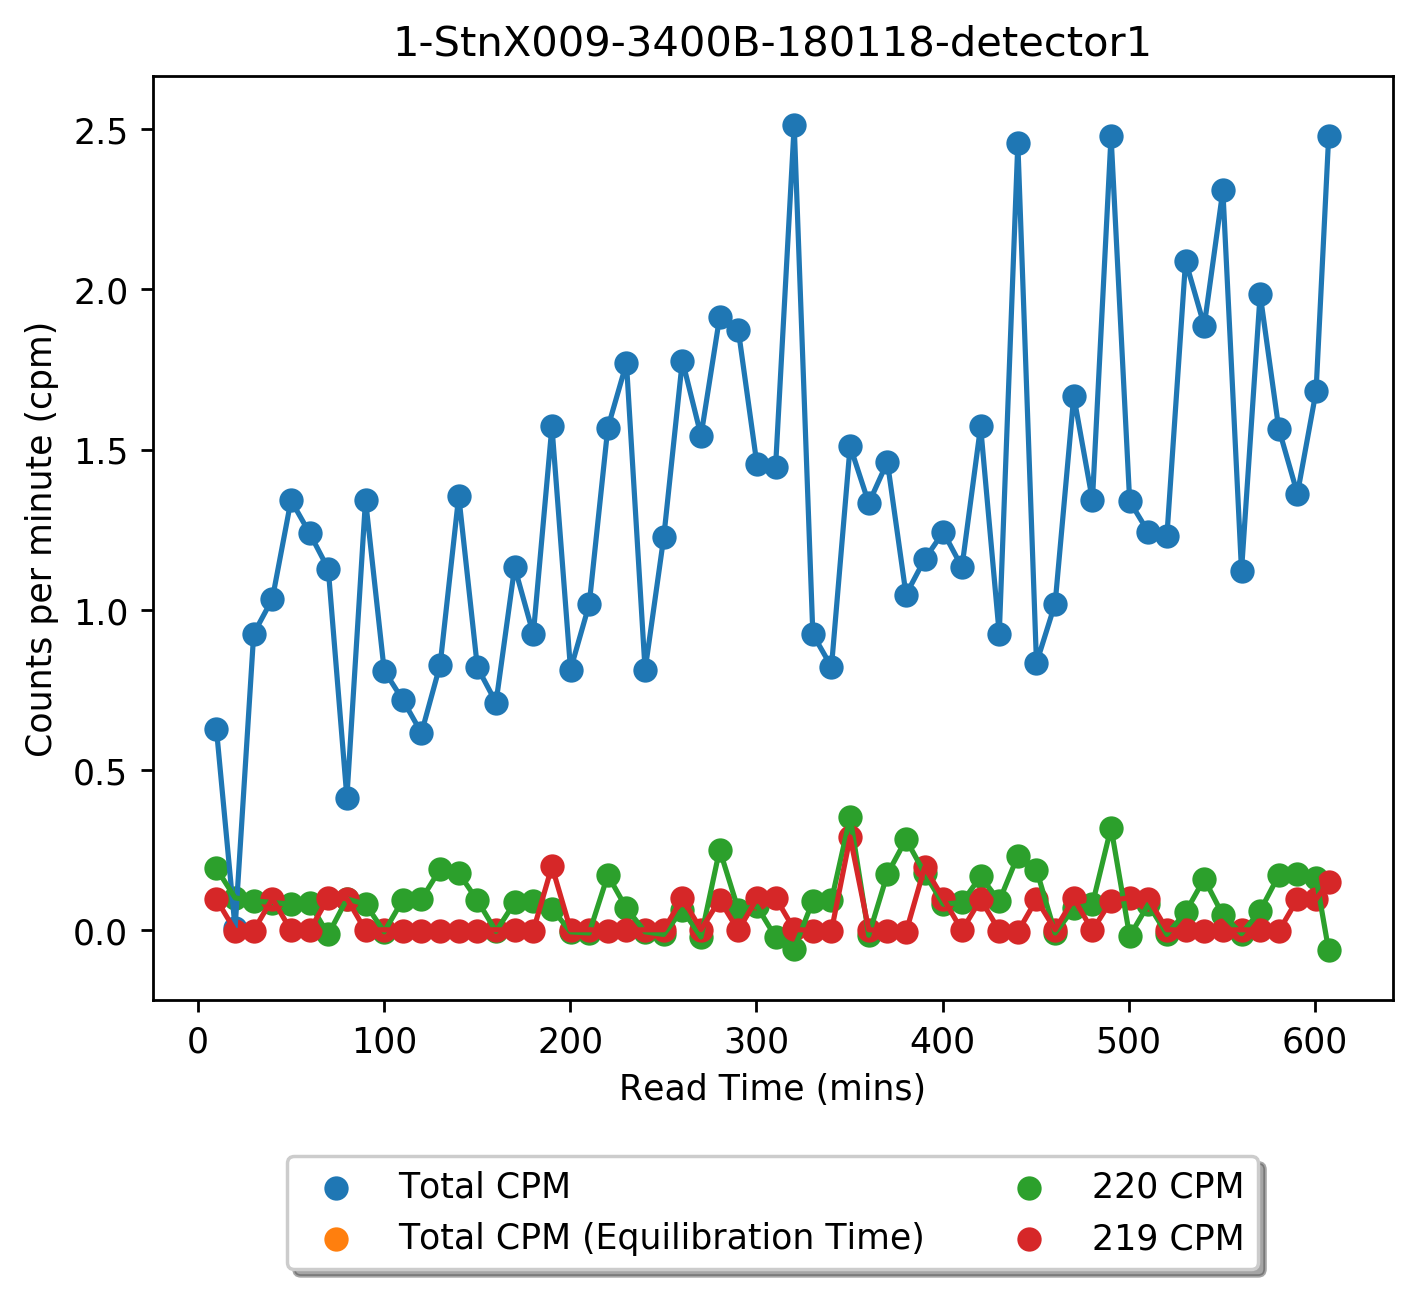 1-StnX009-3400B-180118-detector1
2.5
2.0
1.5
1.0
0.5
0.0
Counts per minute (cpm)
0 100 200 300 400 500 600
Read Time (mins)
Total CPM
Total CPM (Equilibration Time)
220 CPM
219 CPM